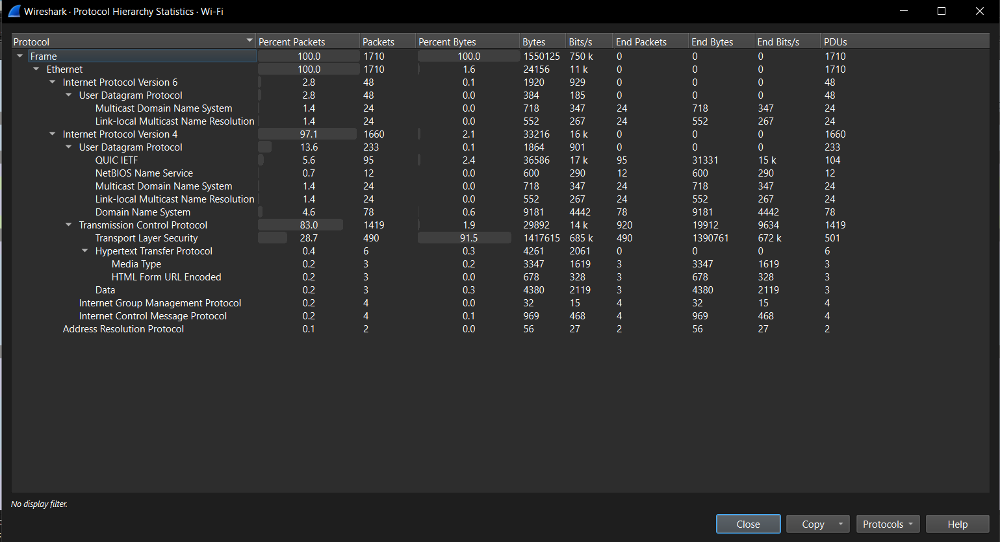 Wireshark · Protocol Hierarchy Statistics · Wi-Fi
Protocol Percent Packets Packets Percent Bytes Bytes Bits/s End Packets End Bytes End Bits/s PDUs
Frame 100.0 1710 100.0 1550125 750 k 0 0 0 1710
Ethernet 100.0 1710 1.6 24156 11 k 0 0 0 1710
Internet Protocol Version 6 2.8 48 0.1 1920 929 0 0 0 48
User Datagram Protocol 2.8 48 0.0 384 185 0 0 0 48
Multicast Domain Name System 1.4 24 0.0 718 347 24 718 347 24
Link-local Multicast Name Resolution 1.4 24 0.0 552 267 24 552 267 24
Internet Protocol Version 4 97.1 1660 2.1 33216 16 k 0 0 0 1660
User Datagram Protocol 13.6 233 0.1 1864 901 0 0 0 233
QUIC IETF 5.6 95 2.4 36586 17 k 95 31331 15 k 104
NetBIOS Name Service 0.7 12 0.0 600 290 12 600 290 12
Multicast Domain Name System 1.4 24 0.0 718 347 24 718 347 24
Link-local Multicast Name Resolution 1.4 24 0.0 552 267 24 552 267 24
Domain Name System 4.6 78 0.6 9181 4442 78 9181 4442 78
Transmission Control Protocol 83.0 1419 1.9 29892 14 k 920 19912 9634 1419
Transport Layer Security 28.7 490 91.5 1417615 685 k 490 1390761 672 k 501
Hypertext Transfer Protocol 0.4 6 0.3 4261 2061 0 0 0 6
Media Type 0.2 3 0.2 3347 1619 3 3347 1619 3
HTML Form URL Encoded 0.2 3 0.0 678 328 3 678 328 3
Data 0.2 3 0.3 4380 2119 3 4380 2119 3
Internet Group Management Protocol 0.2 4 0.0 32 15 4 32 15 4
Internet Control Message Protocol 0.2 4 0.1 969 468 4 969 468 4
Address Resolution Protocol 0.1 2 0.0 56 27 2 56 27 2
No display filter.
Close Copy Protocols Help